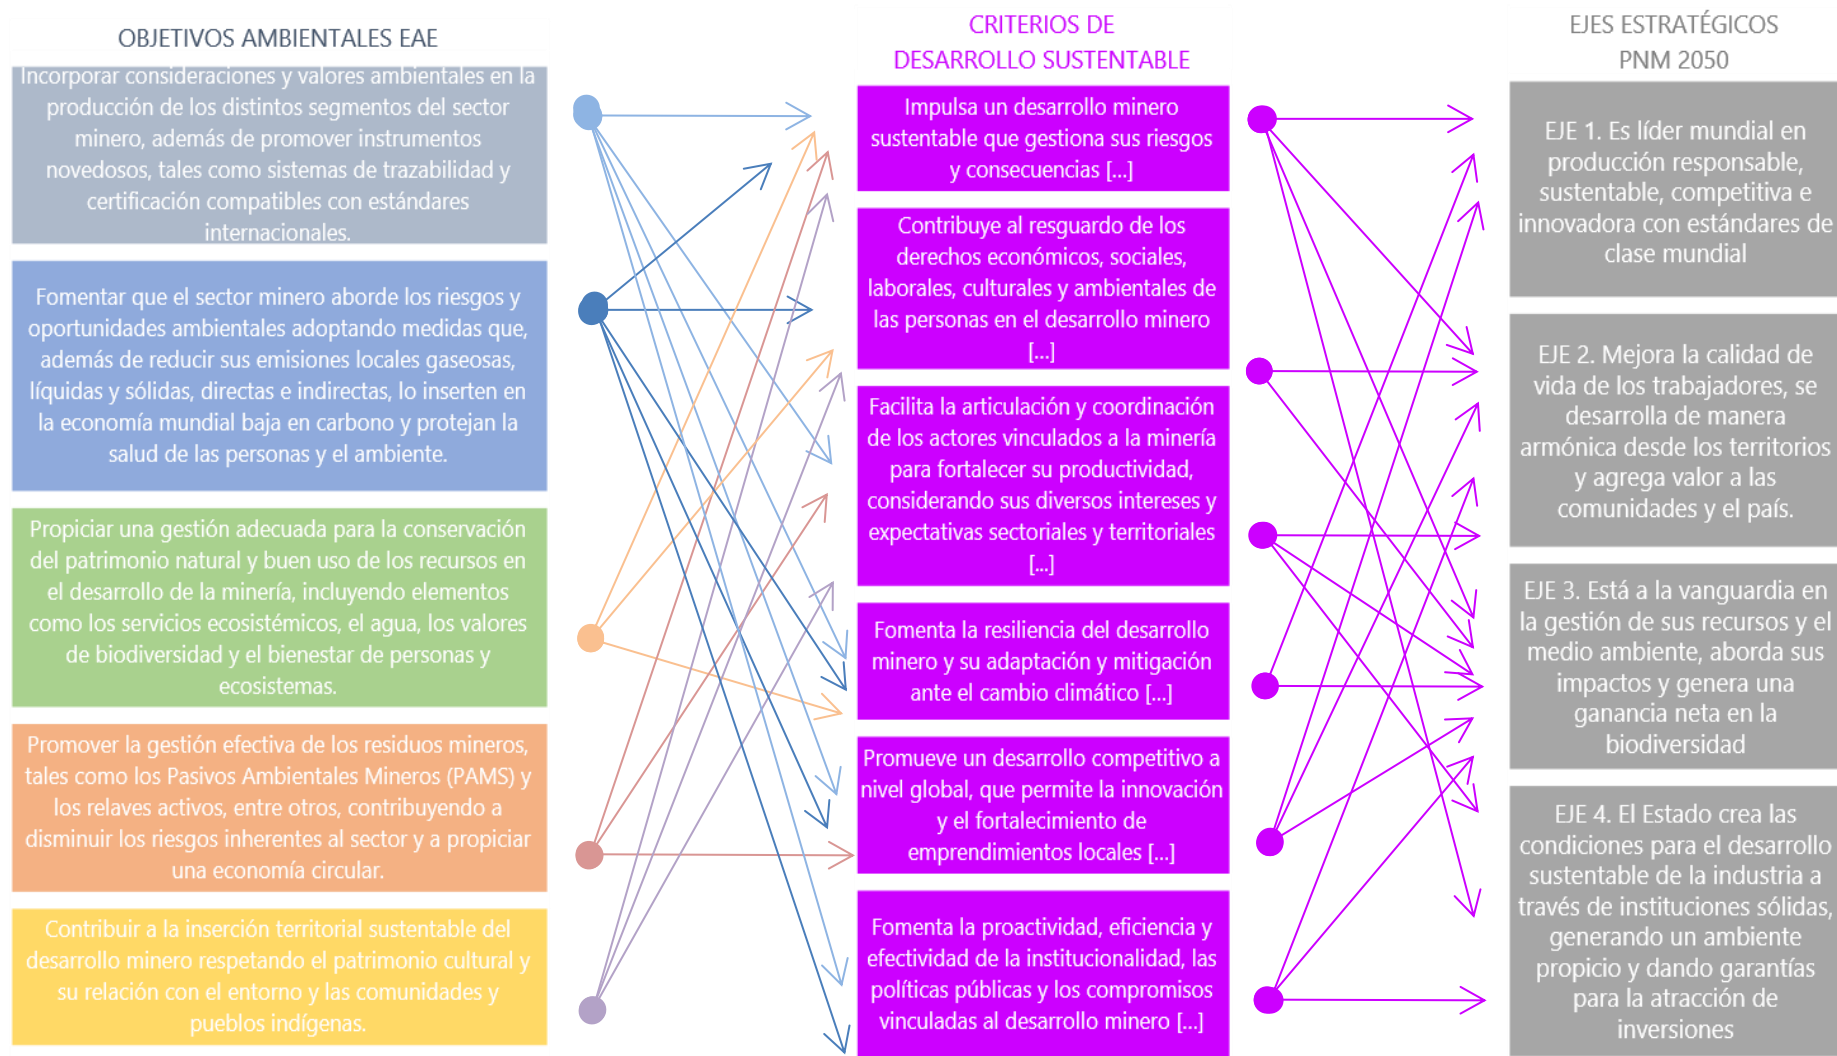 OBJETIVOS AMBIENTALES EAE
Incorporar consideraciones y valores ambientales en la
producción de los distintos segmentos del sector
minero, además de promover instrumentos
novedosos, tales como sistemas de trazabilidad y
certificación compatibles con estándares
internacionales.
Fomentar que el sector minero aborde los riesgos y
oportunidades ambientales adoptando medidas que,
además de reducir sus emisiones locales gaseosas,
líquidas y sólidas, directas e indirectas, lo inserten en
la economía mundial baja en carbono y protejan la
salud de las personas y el ambiente.
Propiciar una gestión adecuada para la conservación
del patrimonio natural y buen uso de los recursos en
el desarrollo de la minería, incluyendo elementos
como los servicios ecosistémicos, el agua, los valores
de biodiversidad y el bienestar de personas y
ecosistemas.
Promover la gestión efectiva de los residuos mineros,
tales como los Pasivos Ambientales Mineros (PAMS) y
los relaves activos, entre otros, contribuyendo a
disminuir los riesgos inherentes al sector y a propiciar
una economía circular.
Contribuir a la inserción territorial sustentable del
desarrollo minero respetando el patrimonio cultural y
su relación con el entorno y las comunidades y
pueblos indígenas.
CRITERIOS DE
DESARROLLO SUSTENTABLE
Impulsa un desarrollo minero
sustentable que gestiona sus riesgos
y consecuencias [...]
Contribuye al resguardo de los
derechos económicos, sociales,
laborales, culturales y ambientales de
las personas en el desarrollo minero
[...]
Facilita la articulación y coordinación
de los actores vinculados a la minería
para fortalecer su productividad,
considerando sus diversos intereses y
expectativas sectoriales y territoriales
[...]
Fomenta la resiliencia del desarrollo
minero y su adaptación y mitigación
ante el cambio climático [...]
Promueve un desarrollo competitivo a
nivel global, que permite la innovación
y el fortalecimiento de
emprendimientos locales [...]
Fomenta la proactividad, eficiencia y
efectividad de la institucionalidad, las
políticas públicas y los compromisos
vinculadas al desarrollo minero [...]
EJES ESTRATÉGICOS
PNM 2050
EJE 1. Es líder mundial en
producción responsable,
sustentable, competitiva e
innovadora con estándares de
clase mundial
EJE 2. Mejora la calidad de
vida de los trabajadores, se
desarrolla de manera
armónica desde los territorios
y agrega valor a las
comunidades y el país.
EJE 3. Está a la vanguardia en
la gestión de sus recursos y el
medio ambiente, aborda sus
impactos y genera una
ganancia neta en la
biodiversidad
EJE 4. El Estado crea las
condiciones para el desarrollo
sustentable de la industria a
través de instituciones sólidas,
generando un ambiente
propicio y dando garantías
para la atracción de
inversiones